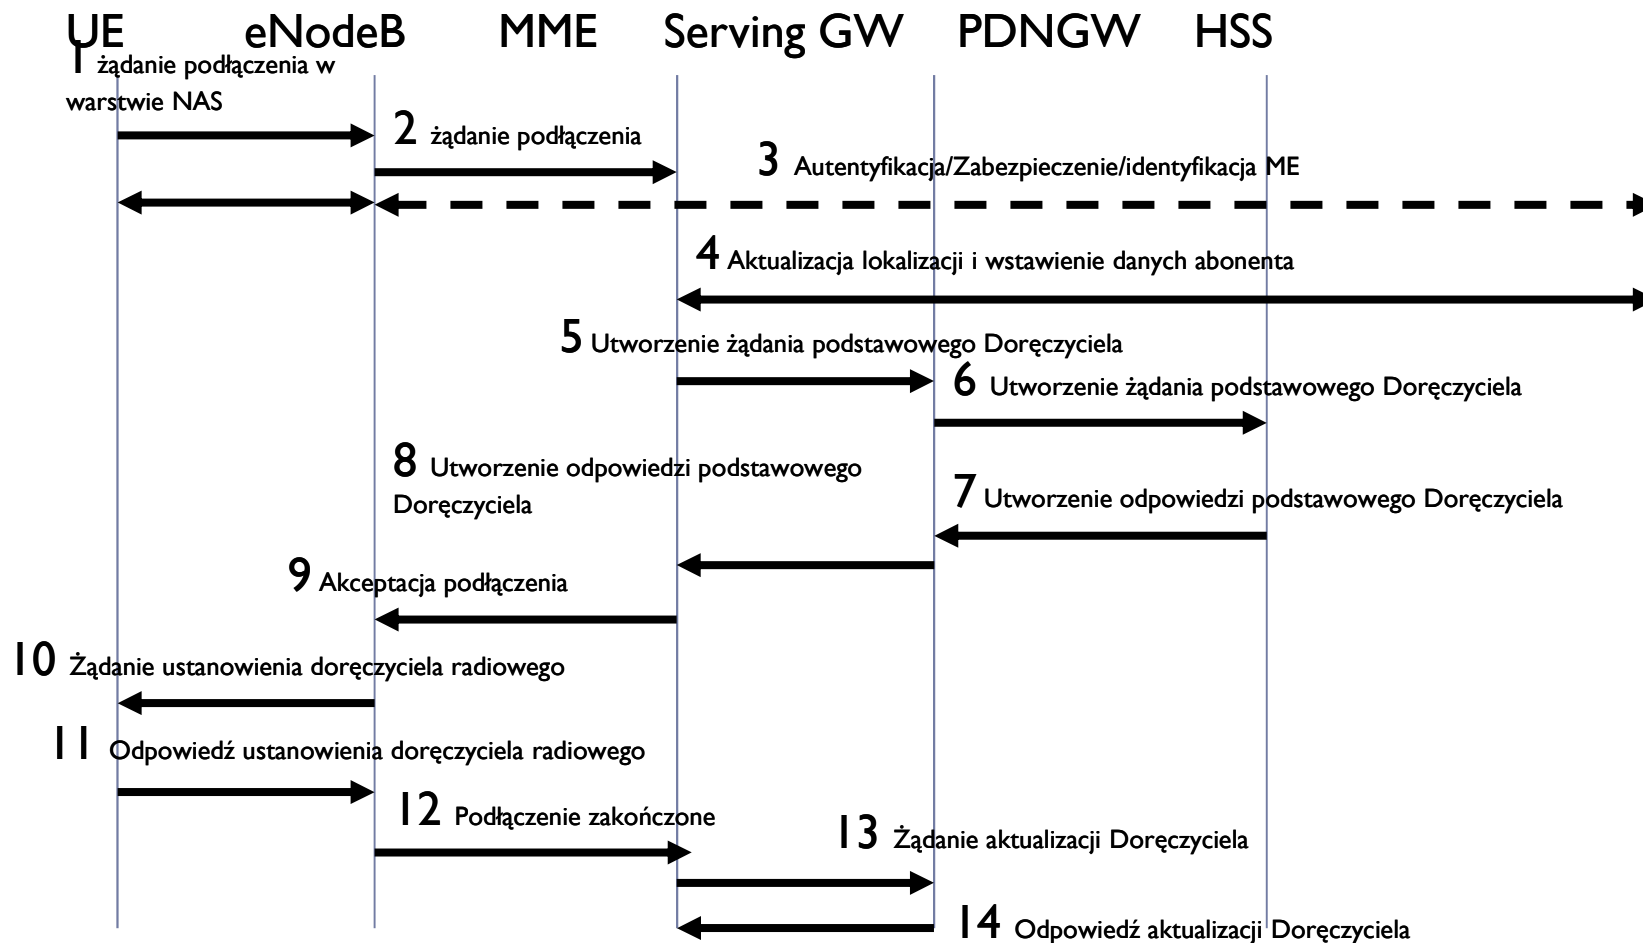 UE eNodeB MME Serving GW PDNGW HSS
1 żądanie podłączenia w
warstwie NAS
2 żądanie podłączenia
3 Autentyfikacja/Zabezpieczenie/identyfikacja ME
4 Aktualizacja lokalizacji i wstawienie danych abonenta
5 Utworzenie żądania podstawowego Doręczyciela
6 Utworzenie żądania podstawowego Doręczyciela
8 Utworzenie odpowiedzi podstawowego
Doręczyciela
7 Utworzenie odpowiedzi podstawowego Doręczyciela
9 Akceptacja podłączenia
10 Żądanie ustanowienia doręczyciela radiowego
11 Odpowiedź ustanowienia doręczyciela radiowego
12 Podłączenie zakończone
13 Żądanie aktualizacji Doręczyciela
14 Odpowiedź aktualizacji Doręczyciela